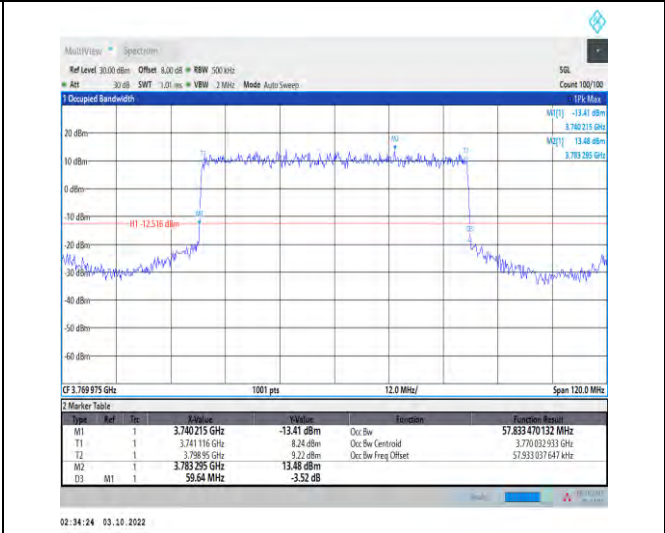 MultiView Spectrum
Ref Level 30.00 dBm Offset 8.00 dB RBW 500 kHz SGL
Att 30 dB SWT 1.01 ms VBW 2 MHz Mode Auto Sweep Count 100/100
1 Occupied Bandwidth 1Pk Max
M1[1] -13.41 dBm
3.740 215 GHz
M2[1] 13.48 dBm
3.783 295 GHz
20 dBm
M2
10 dBm
T1
T2
0 dBm
-10 dBm
M1
H1 -12.516 dBm
D3
-20 dBm
-30 dBm
-40 dBm
-50 dBm
-60 dBm
CF 3.769 975 GHz 1001 pts 12.0 MHz/ Span 120.0 MHz
2 Marker Table
Type Ref Trc X-Value Y-Value Function Function Result
M1 1 3.740 215 GHz -13.41 dBm Occ Bw 57.833 470 132 MHz
T1 1 3.741 116 GHz 8.24 dBm Occ Bw Centroid 3.770 032 933 GHz
T2 1 3.798 95 GHz 9.22 dBm Occ Bw Freq Offset 57.933 037 647 kHz
M2 1 3.783 295 GHz 13.48 dBm
D3 M1 1 59.64 MHz -3.52 dB
Ready
02:34:24 03.10.2022